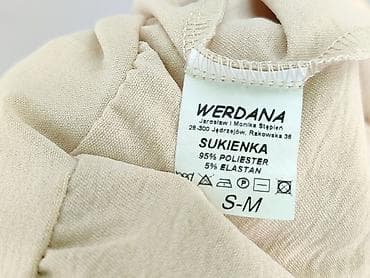 WERDANA
Jarosław i Monika Stępień
28-300 Jędrzejów, Rakowska 36
SUKIENKA
95% POLIESTER
5% ELASTAN
S-M